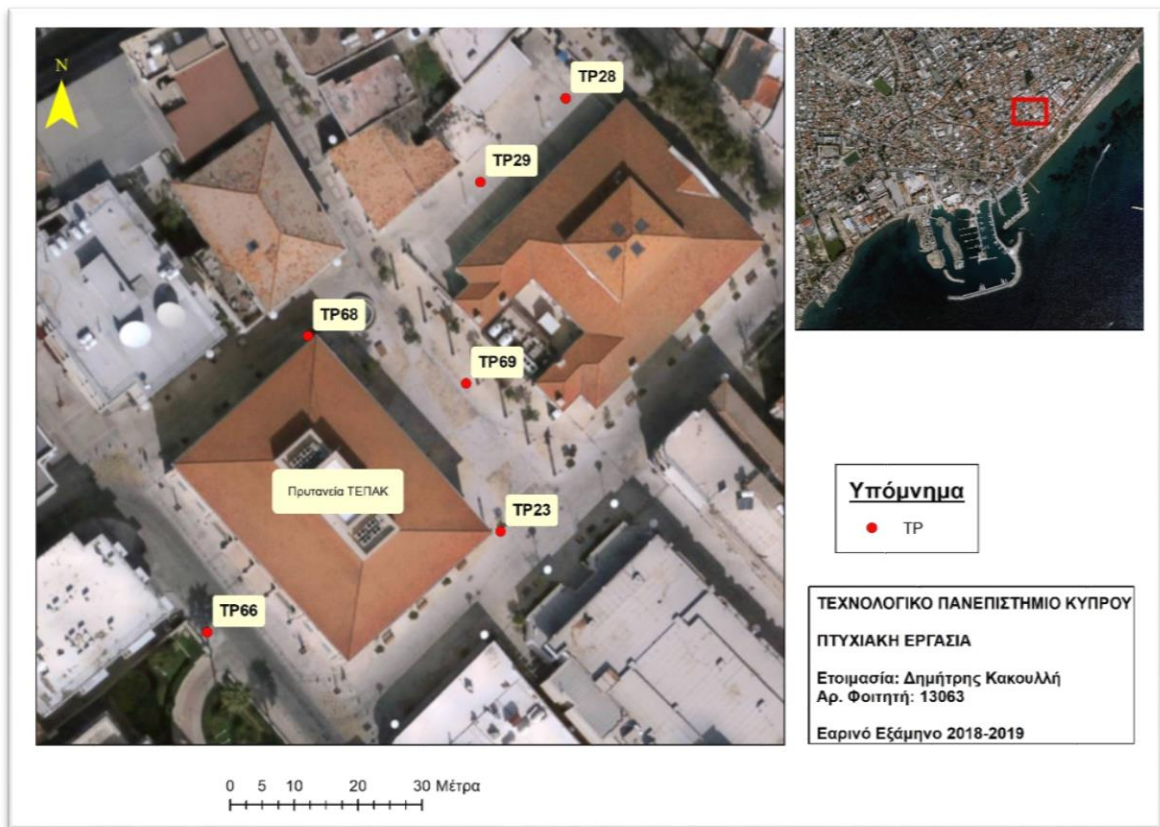 N
TP28
TP29
TP68
TP69
Πρυτανεία ΤΕΠΑΚ
TP23
TP66
Υπόμνημα
TP
ΤΕΧΝΟΛΟΓΙΚΟ ΠΑΝΕΠΙΣΤΗΜΙΟ ΚΥΠΡΟΥ
ΠΤΥΧΙΑΚΗ ΕΡΓΑΣΙΑ
Ετοιμασία: Δημήτρης Κακουλλή
Αρ. Φοιτητή: 13063
Εαρινό Εξάμηνο 2018-2019
0 5 10 20 30 Μέτρα